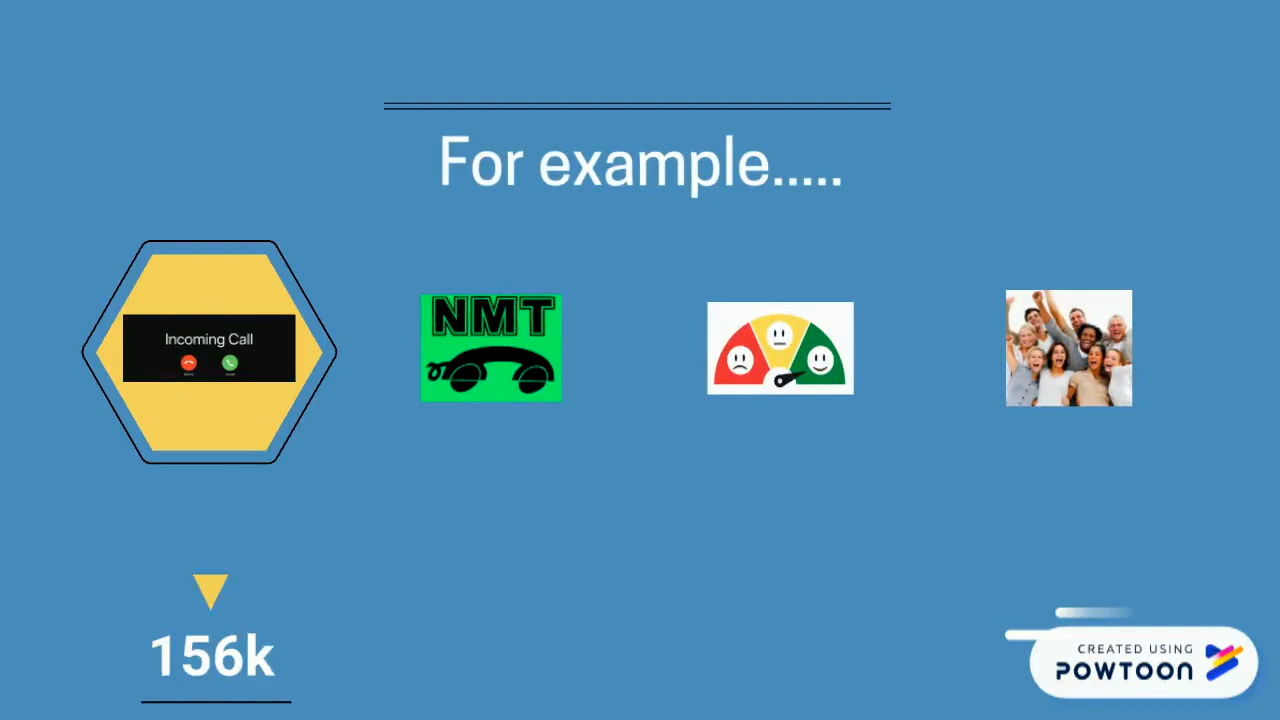 For example.....
Incoming Call
NMT
156k
CREATED USING
POWTOON